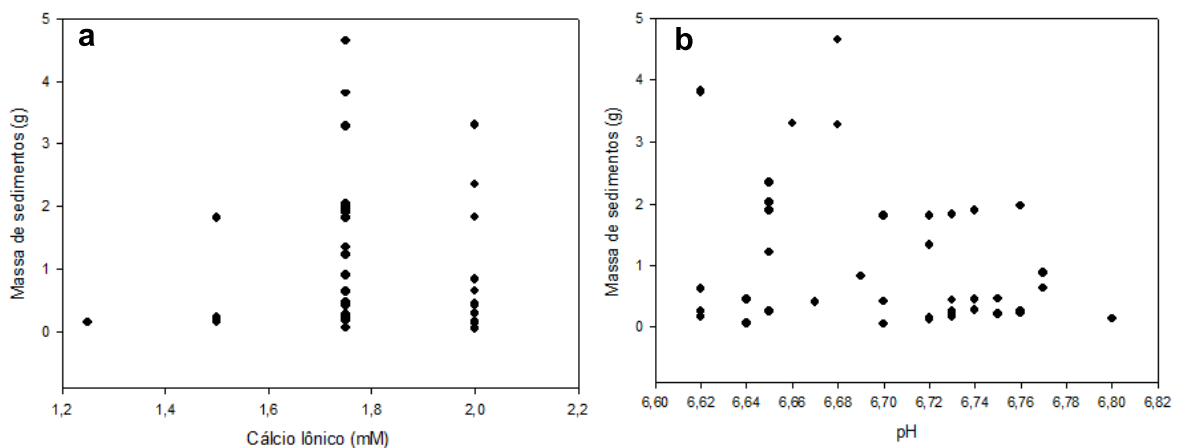 a
Massa de sedimentos (g)
5
4
3
2
1
0
1,2 1,4 1,6 1,8 2,0 2,2
Cálcio Iônico (mM)
b
Massa de sedimentos (g)
5
4
3
2
1
0
6,60 6,62 6,64 6,66 6,68 6,70 6,72 6,74 6,76 6,78 6,80 6,82
pH